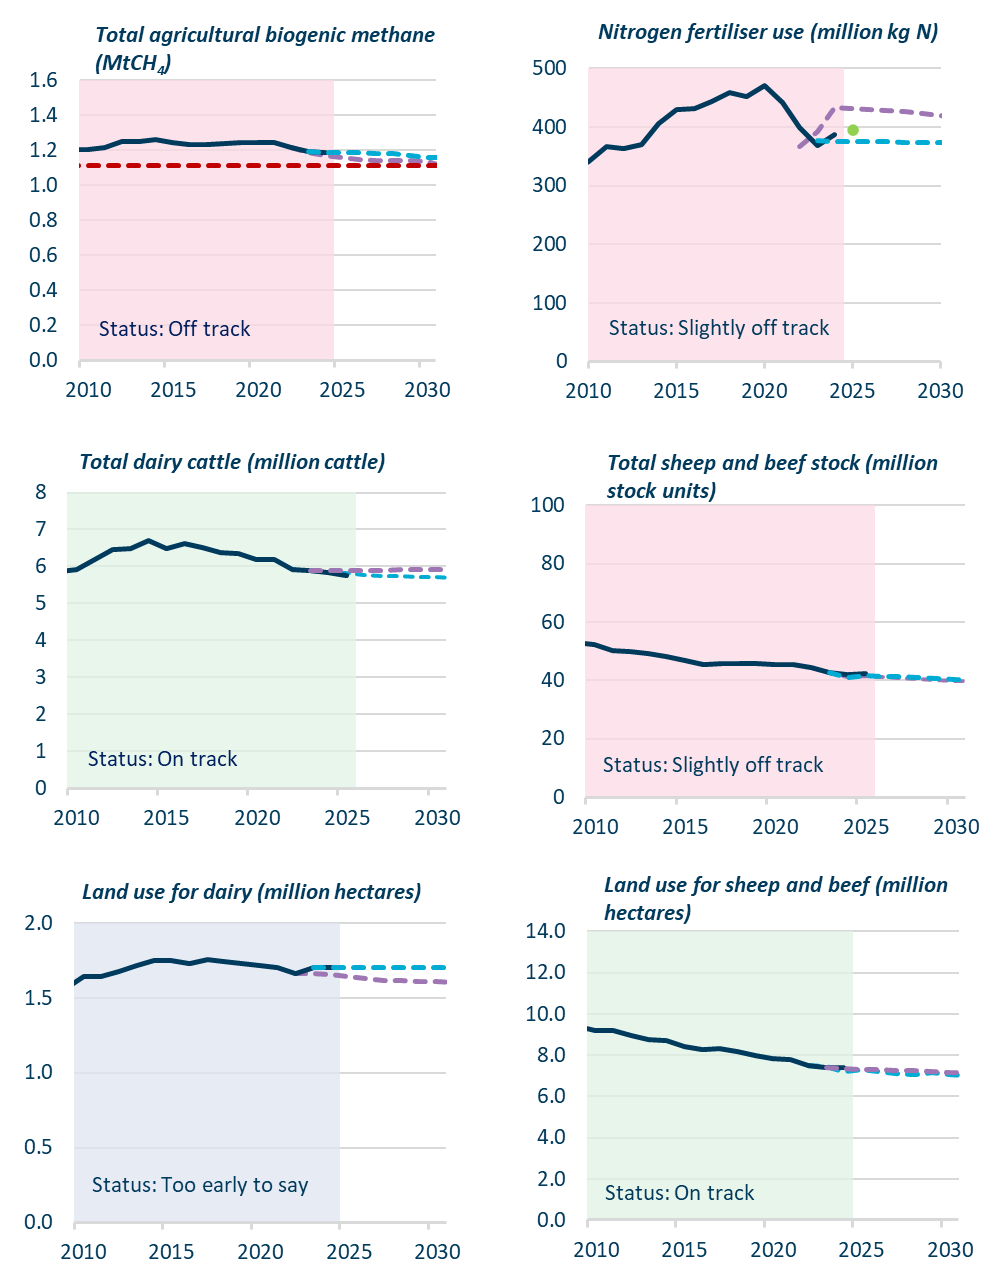 Total agricultural biogenic methane
(MtCH₄)
1.6
1.4
1.2
1.0
0.8
0.6
0.4
0.2
0.0
Status: Off track
2010 2015 2020 2025 2030
Nitrogen fertiliser use (million kg N)
500
400
300
200
100
0
Status: Slightly off track
2010 2015 2020 2025 2030
Total dairy cattle (million cattle)
8
7
6
5
4
3
2
1
0
Status: On track
2010 2015 2020 2025 2030
Total sheep and beef stock (million
stock units)
100
80
60
40
20
0
Status: Slightly off track
2010 2015 2020 2025 2030
Land use for dairy (million hectares)
2.0
1.5
1.0
0.5
0.0
Status: Too early to say
2010 2015 2020 2025 2030
Land use for sheep and beef (million
hectares)
14.0
12.0
10.0
8.0
6.0
4.0
2.0
0.0
Status: On track
2010 2015 2020 2025 2030